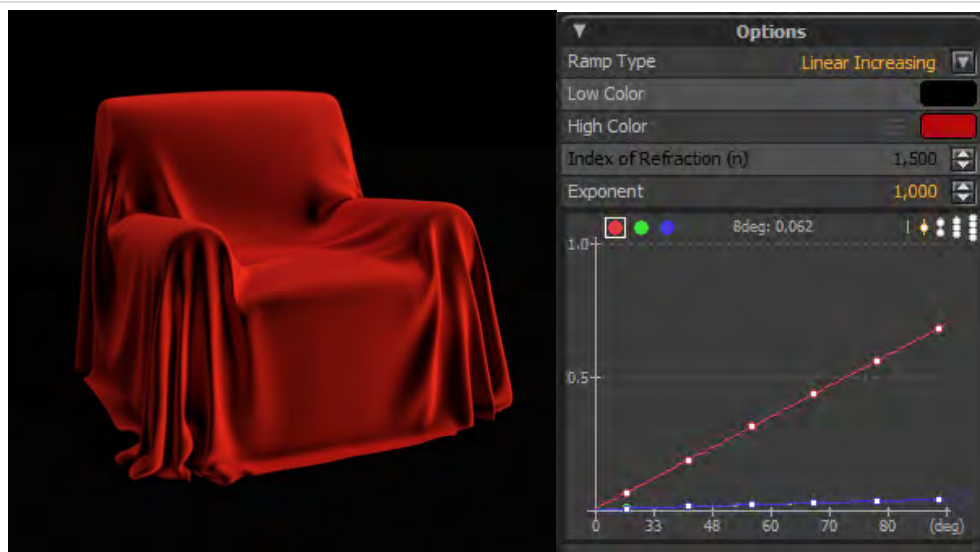 Options
Ramp Type Linear Increasing
Low Color
High Color
Index of Refraction (n) 1,500
Exponent 1,000
8deg: 0,062
1.0
0.5
0 33 48 60 70 80 (deg)